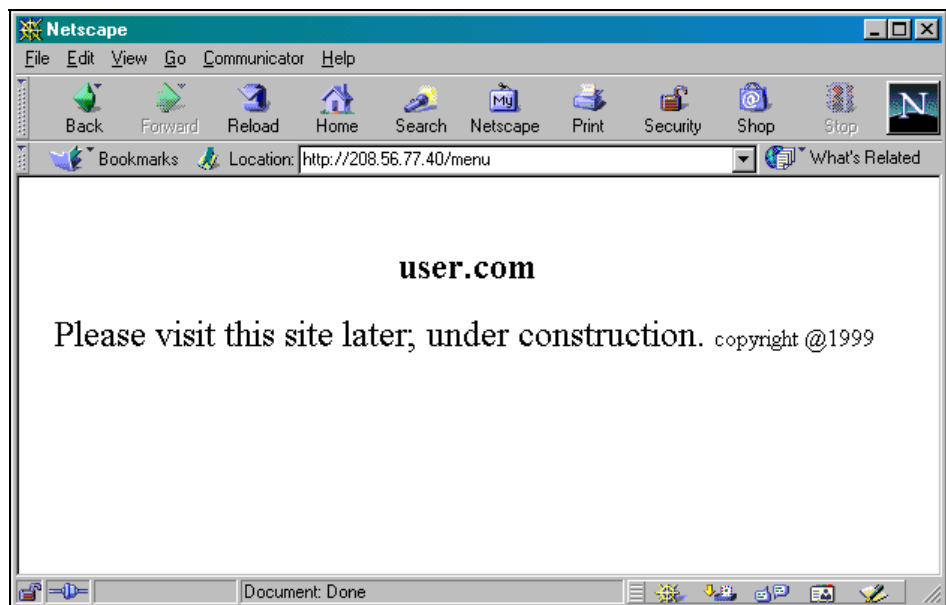 Netscape
File Edit View Go Communicator Help
My
N
Back Forward Reload Home Search Netscape Print Security Shop Stop
Bookmarks Location: http://208.56.77.40/menu What's Related
user.com
Please visit this site later; under construction. copyright @1999
Document: Done